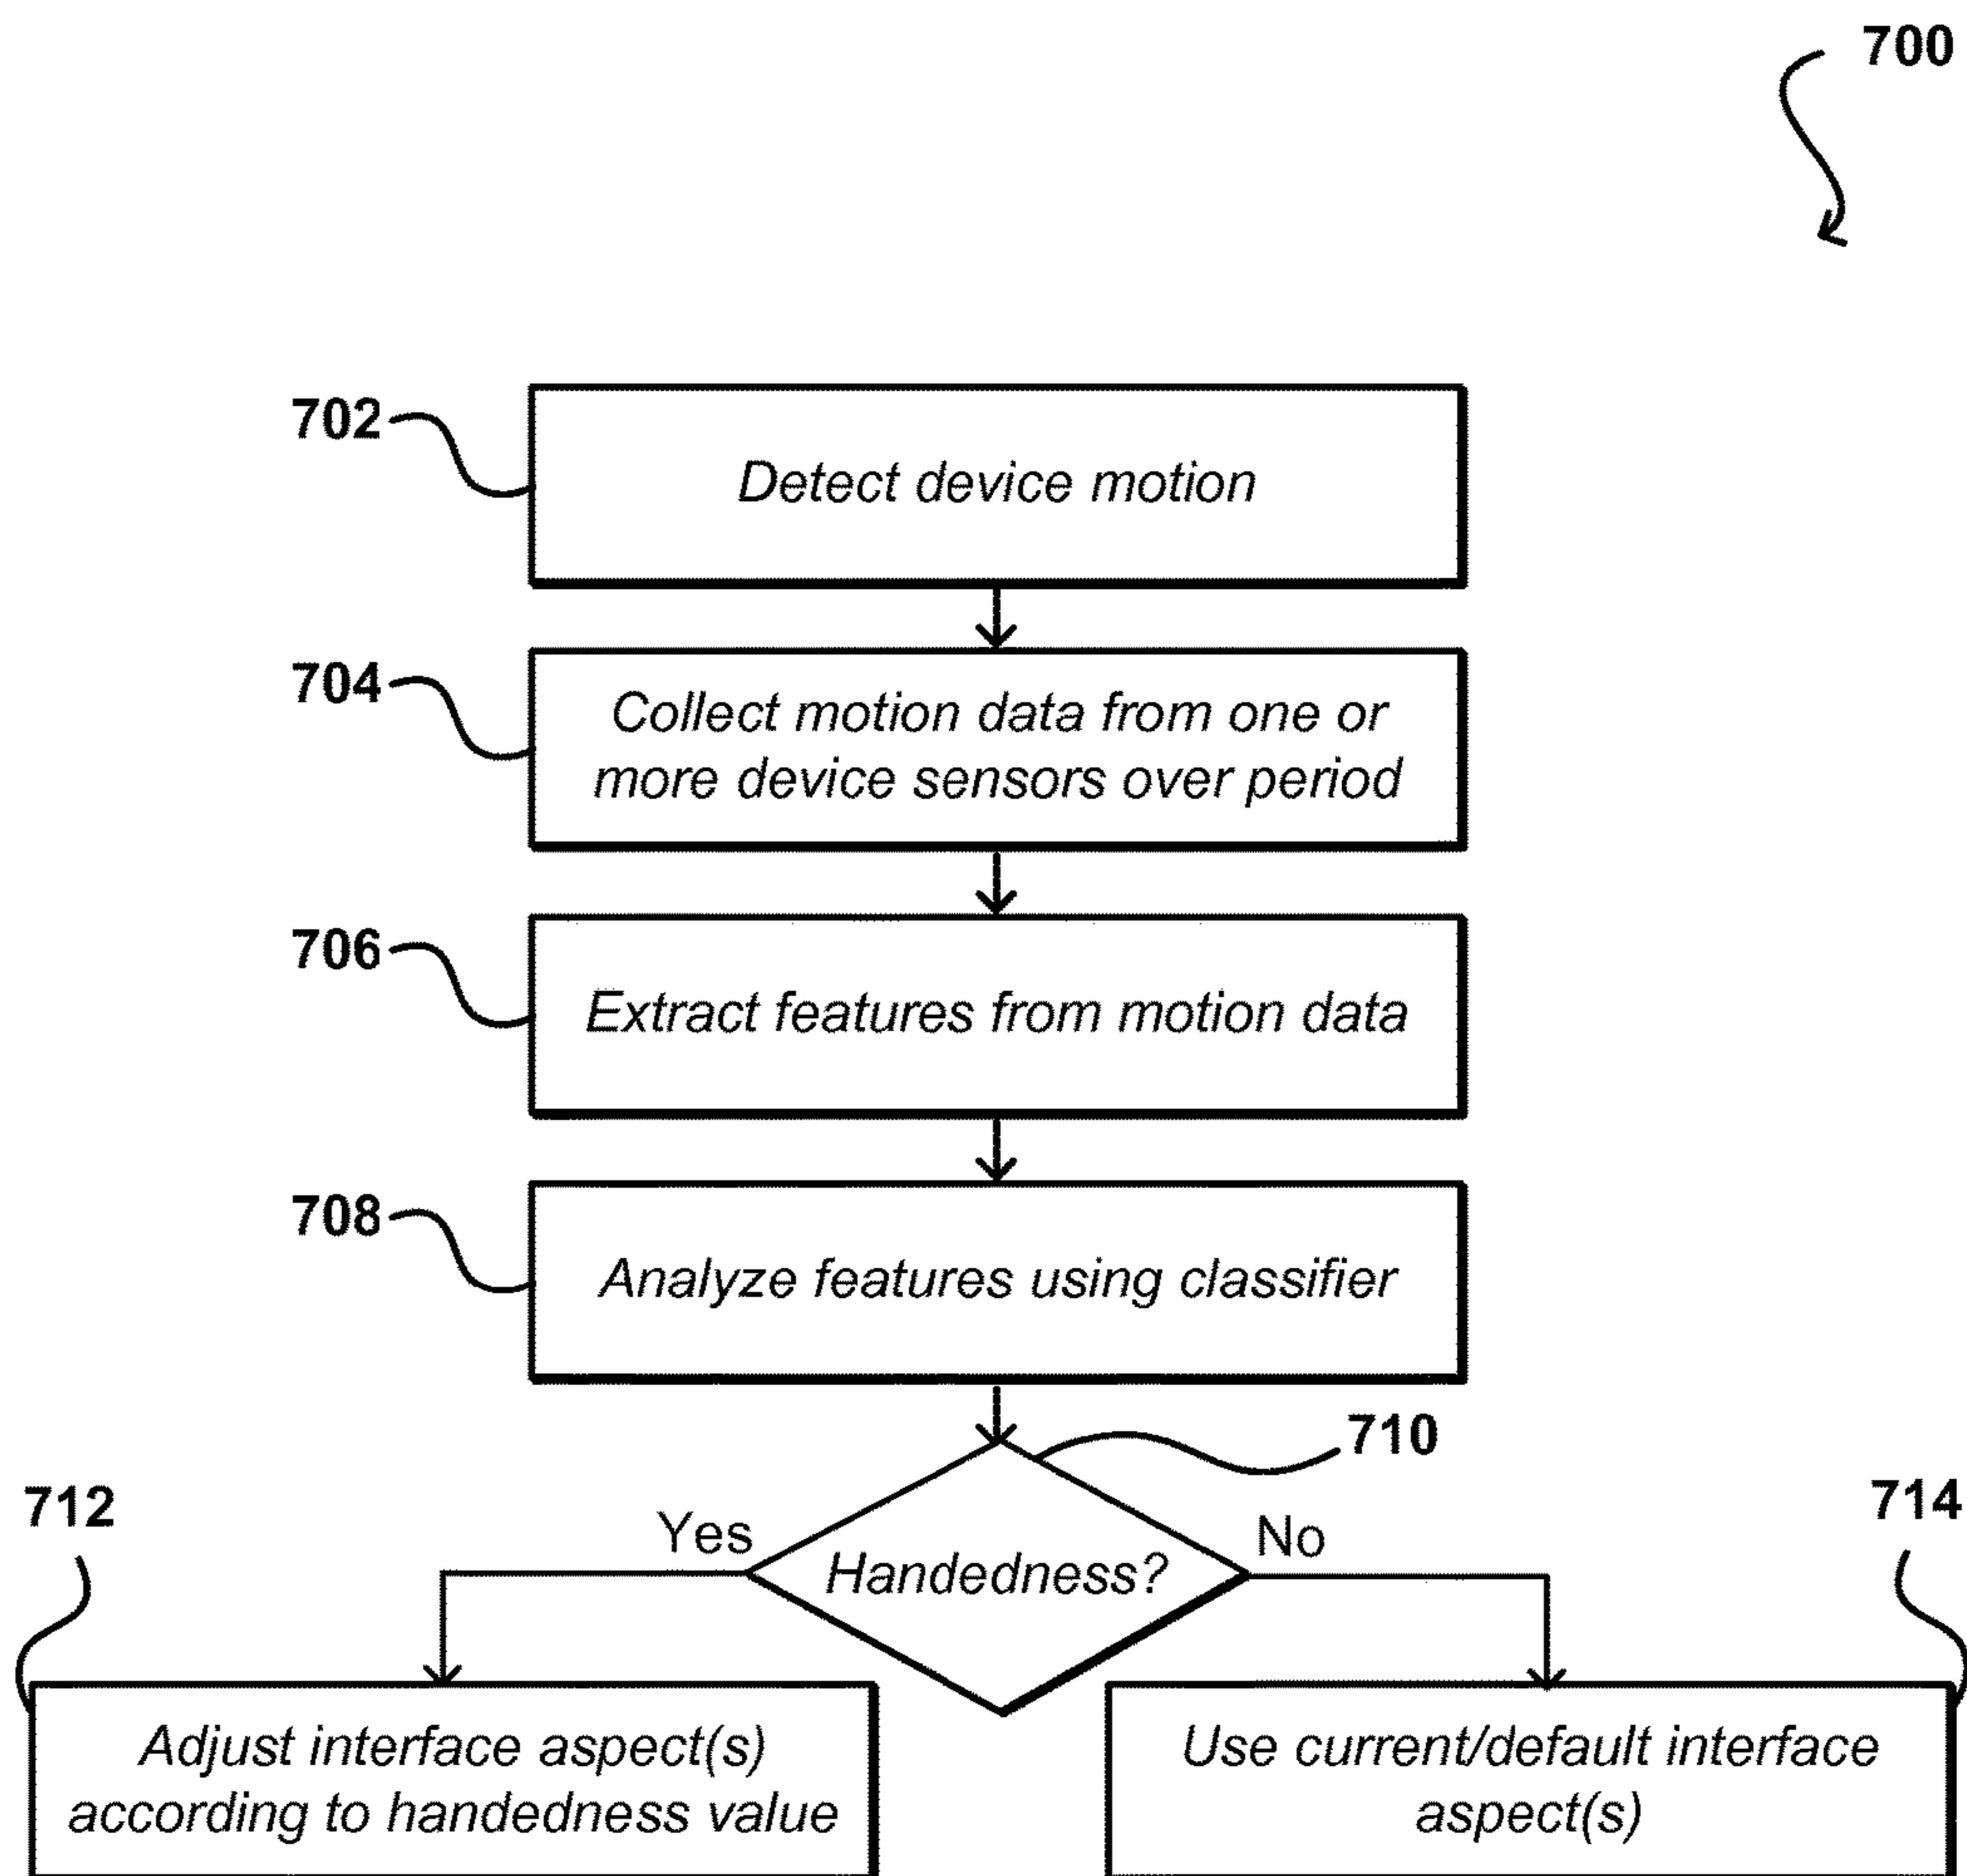 700
702
Detect device motion
704
Collect motion data from one or
more device sensors over period
706
Extract features from motion data
708
Analyze features using classifier
710
712
714
Yes
No
Handedness?
Adjust interface aspect(s)
according to handedness value
Use current/default interface
aspect(s)